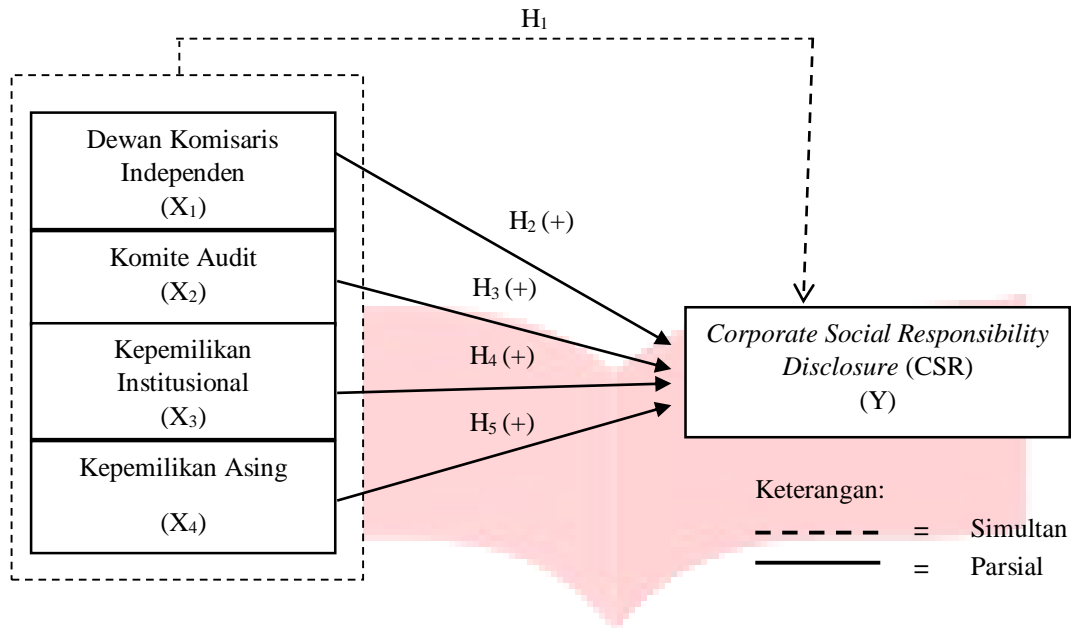 H₁
Dewan Komisaris
Independen
(X₁)
Komite Audit
(X₂)
Kepemilikan
Institusional
(X₃)
Kepemilikan Asing
(X₄)
H₂ (+)
H₃ (+)
H₄ (+)
H₅ (+)
Corporate Social Responsibility
Disclosure (CSR)
(Y)
Keterangan:
= Simultan
= Parsial